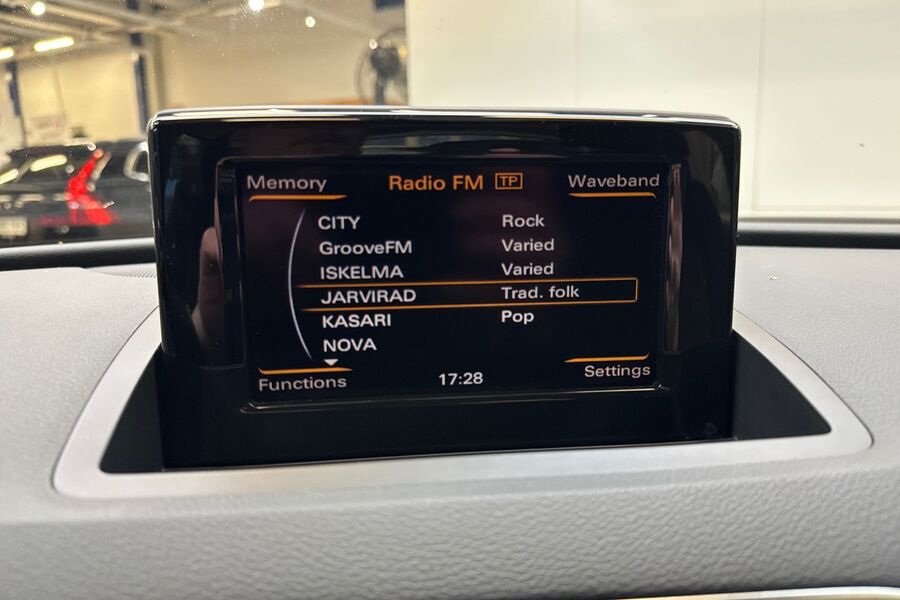 Memory Radio FM TP Waveband
CITY Rock
GrooveFM Varied
ISKELMA Varied
JARVIRAD Trad. folk
KASARI Pop
NOVA
Functions 17:28 Settings